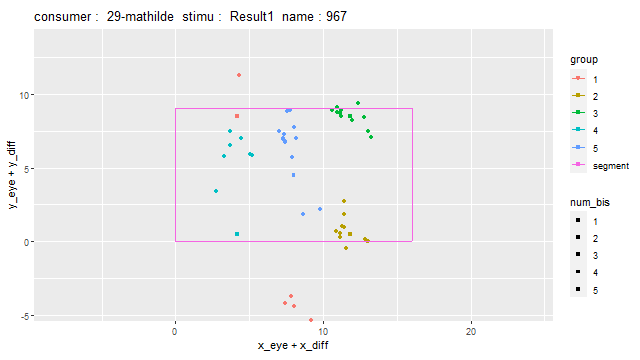 consumer :  29-mathilde  stimu :  Result1  name : 967
group
1
2
3
4
5
segment
num_bis
1
2
3
4
5
y_eye + y_diff
10
5
0
-5
0
10
20
x_eye + x_diff